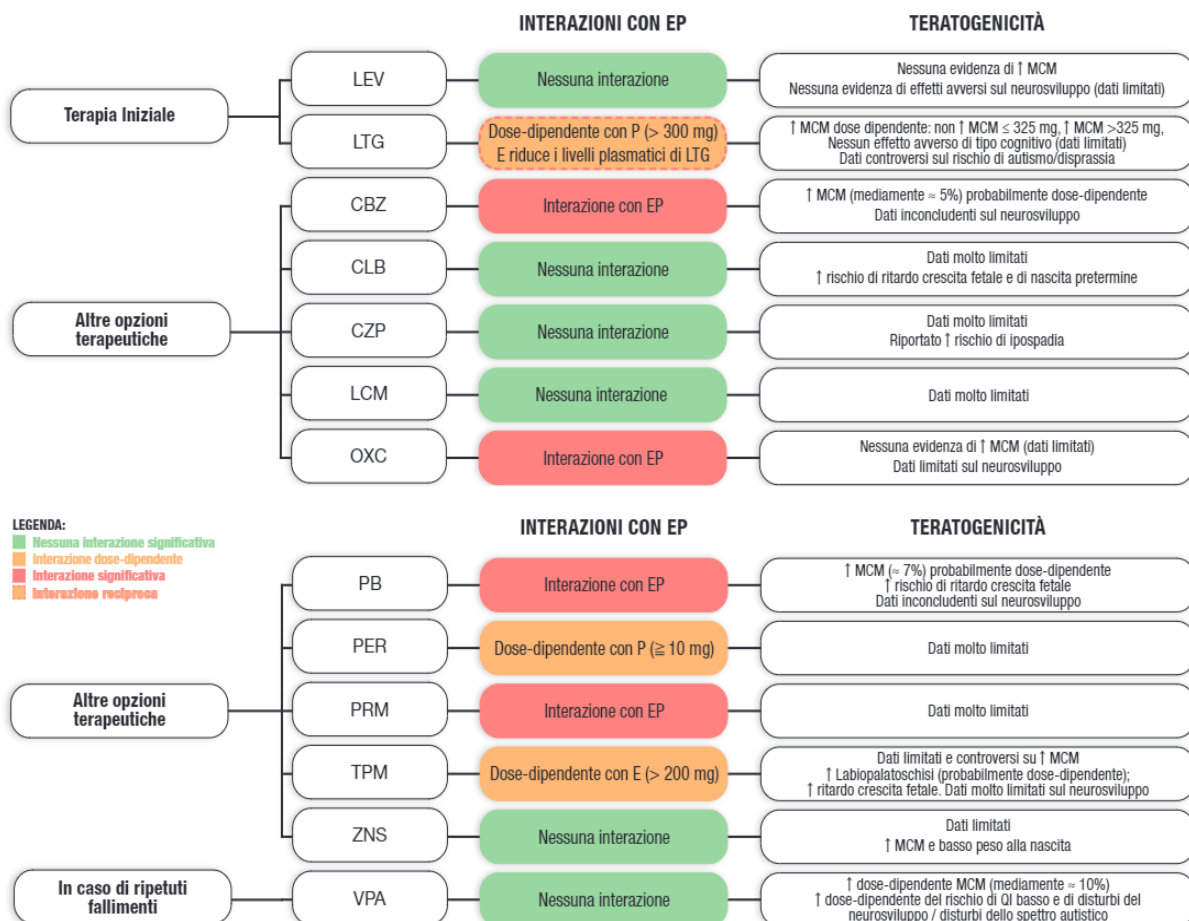 INTERAZIONI CON EP
TERATOGENICITÀ
Terapia Iniziale
LEV
Nessuna interazione
Nessuna evidenza di ↑ MCM
Nessuna evidenza di effetti avversi sul neurosviluppo (dati limitati)
LTG
Dose-dipendente con P (> 300 mg)
E riduce i livelli plasmatici di LTG
↑ MCM dose dipendente: non ↑ MCM ≤ 325 mg, ↑ MCM >325 mg,
Nessun effetto avverso di tipo cognitivo (dati limitati)
Dati controversi sul rischio di autismo/disprassia
Altre opzioni
terapeutiche
CBZ
Interazione con EP
↑ MCM (mediamente ≈ 5%) probabilmente dose-dipendente
Dati inconcludenti sul neurosviluppo
CLB
Nessuna interazione
Dati molto limitati
↑ rischio di ritardo crescita fetale e di nascita pretermine
CZP
Nessuna interazione
Dati molto limitati
Riportato ↑ rischio di ipospadia
LCM
Nessuna interazione
Dati molto limitati
OXC
Interazione con EP
Nessuna evidenza di ↑ MCM (dati limitati)
Dati limitati sul neurosviluppo
LEGENDA:
Nessuna interazione significativa
Interazione dose-dipendente
Interazione significativa
Interazione reciproca
INTERAZIONI CON EP
TERATOGENICITÀ
Altre opzioni
terapeutiche
PB
Interazione con EP
↑ MCM (≈ 7%) probabilmente dose-dipendente
↑ rischio di ritardo crescita fetale
Dati inconcludenti sul neurosviluppo
PER
Dose-dipendente con P (≧ 10 mg)
Dati molto limitati
PRM
Interazione con EP
Dati molto limitati
TPM
Dose-dipendente con E (> 200 mg)
Dati limitati e controversi su ↑ MCM
↑ Labiopalatoschisi (probabilmente dose-dipendente);
↑ ritardo crescita fetale. Dati molto limitati sul neurosviluppo
ZNS
Nessuna interazione
Dati limitati
↑ MCM e basso peso alla nascita
In caso di ripetuti
fallimenti
VPA
Nessuna interazione
↑ dose-dipendente MCM (mediamente ≈ 10%)
↑ dose-dipendente del rischio di QI basso e di disturbi del
neurosviluppo / disturbi dello spettro autistico